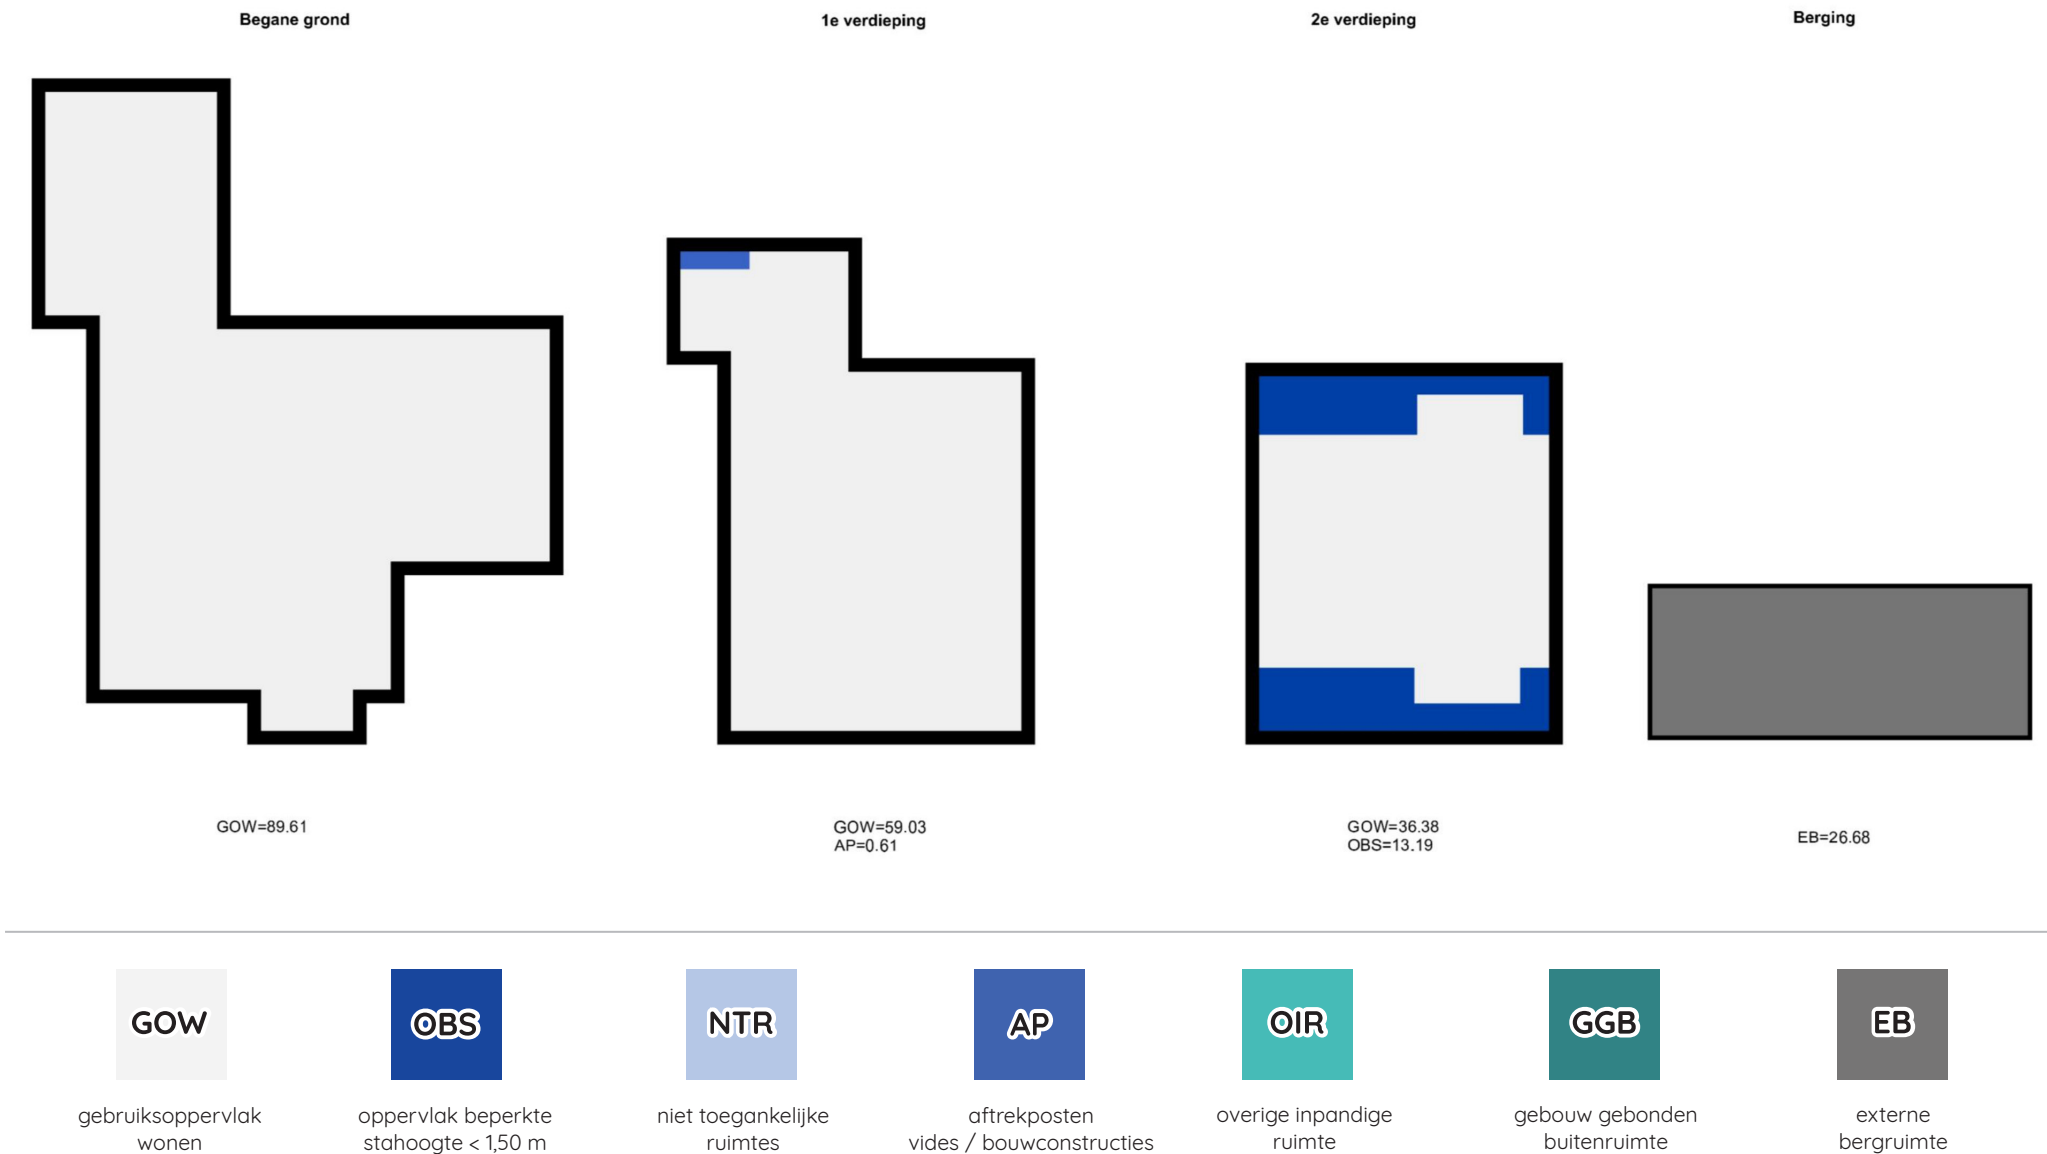 Begane grond
1e verdieping
2e verdieping
Berging
GOW=89.61
GOW=59.03
AP=0.61
GOW=36.38
OBS=13.19
EB=26.68
GOW
OBS
NTR
AP
OIR
GGB
EB
gebruiksoppervlak
wonen
oppervlak beperkte
stahoogte < 1,50 m
niet toegankelijke
ruimtes
aftrekposten
vides / bouwconstructies
overige inpandige
ruimte
gebouw gebonden
buitenruimte
externe
bergruimte